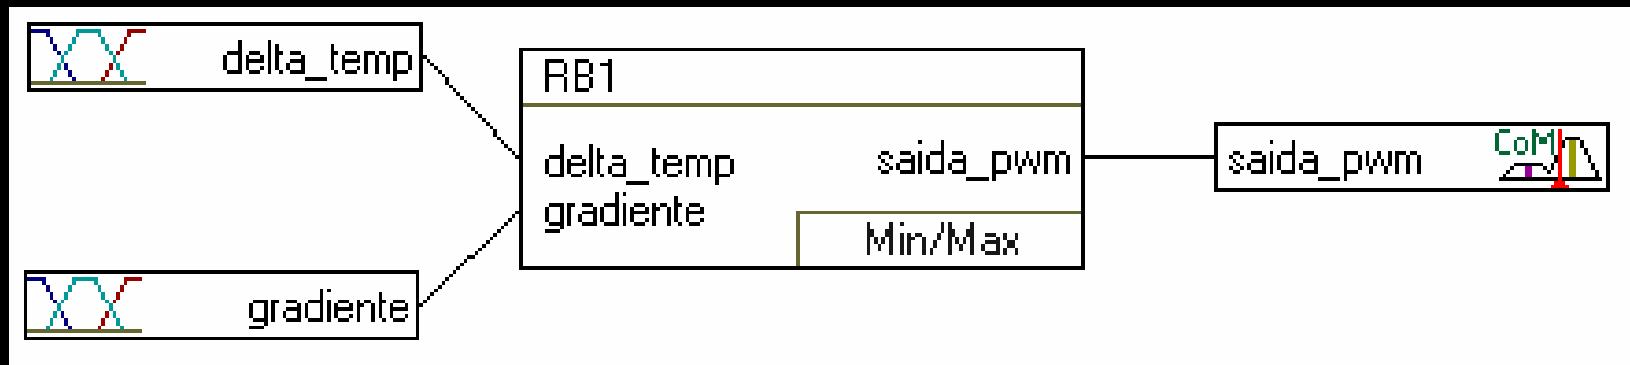 delta_temp
RB1
delta_temp
saida_pwm
gradiente
Min/Max
saida_pwm
CoM
gradiente